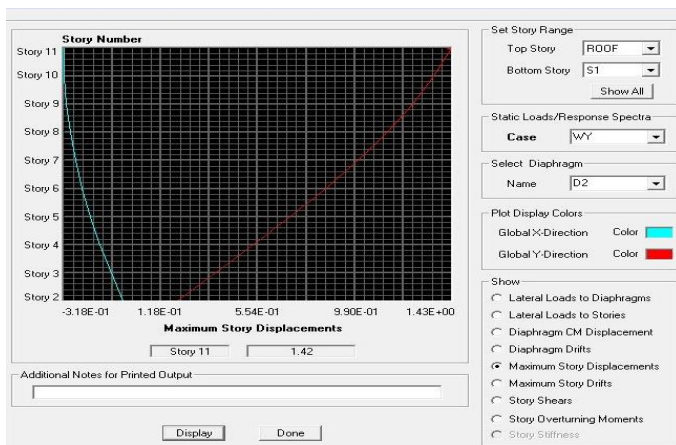 Story Number
Story 11
Story 10
Story 9
Story 8
Story 7
Story 6
Story 5
Story 4
Story 3
Story 2
-3.18E-01 1.18E-01 5.54E-01 9.90E-01 1.43E+00
Maximum Story Displacements
Story 11 1.42
Additional Notes for Printed Output
Display Done
Set Story Range
Top Story ROOF
Bottom Story S1
Show All
Static Loads/Response Spectra
Case WY
Select Diaphragm
Name D2
Plot Display Colors
Global X-Direction Color
Global Y-Direction Color
Show
Lateral Loads to Diaphragms
Lateral Loads to Stories
Diaphragm CM Displacement
Diaphragm Drifts
Maximum Story Displacements
Maximum Story Drifts
Story Shears
Story Overturning Moments
Story Stiffness